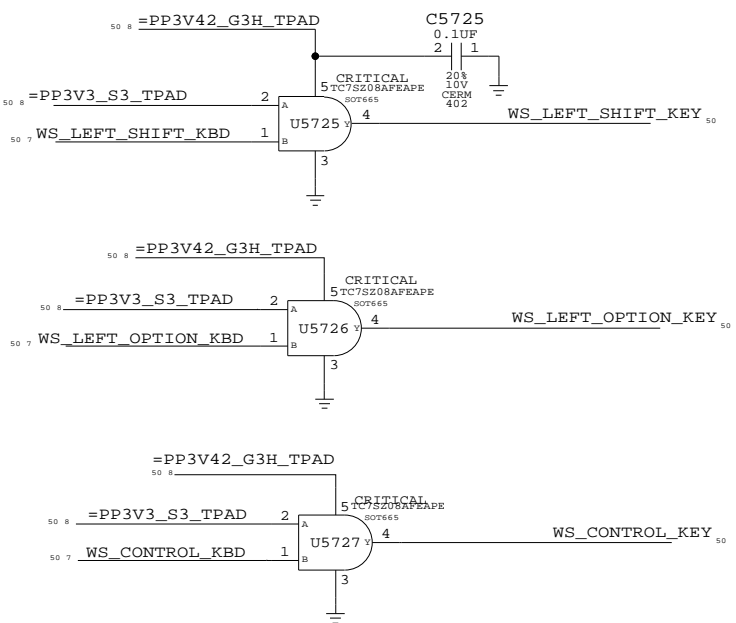 50 8 =PP3V42_G3H_TPAD
C5725
0.1UF
2 1
20%
10V
CERM
402
CRITICAL
5 TC7SZ08AFEAPE
SOT665
50 8 =PP3V3_S3_TPAD 2 A
U5725 Y 4 WS_LEFT_SHIFT_KEY 50
50 7 WS_LEFT_SHIFT_KBD 1 B
3
50 8 =PP3V42_G3H_TPAD
CRITICAL
5 TC7SZ08AFEAPE
SOT665
50 8 =PP3V3_S3_TPAD 2 A
U5726 Y 4 WS_LEFT_OPTION_KEY 50
50 7 WS_LEFT_OPTION_KBD 1 B
3
=PP3V42_G3H_TPAD
50 8
CRITICAL
5 TC7SZ08AFEAPE
SOT665
50 8 =PP3V3_S3_TPAD 2 A
U5727 Y 4 WS_CONTROL_KEY 50
50 7 WS_CONTROL_KBD 1 B
3